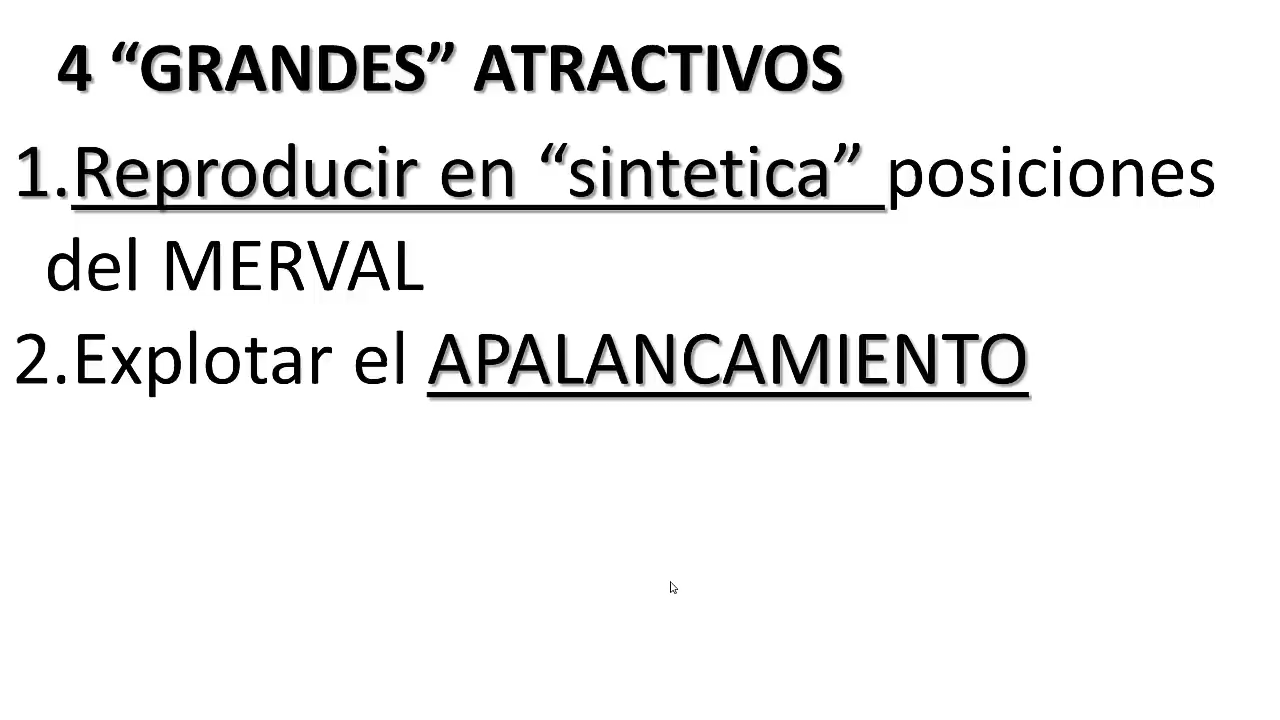 4 “GRANDES” ATRACTIVOS
1.Reproducir en “sintetica” posiciones
del MERVAL
2.Explotar el APALANCAMIENTO